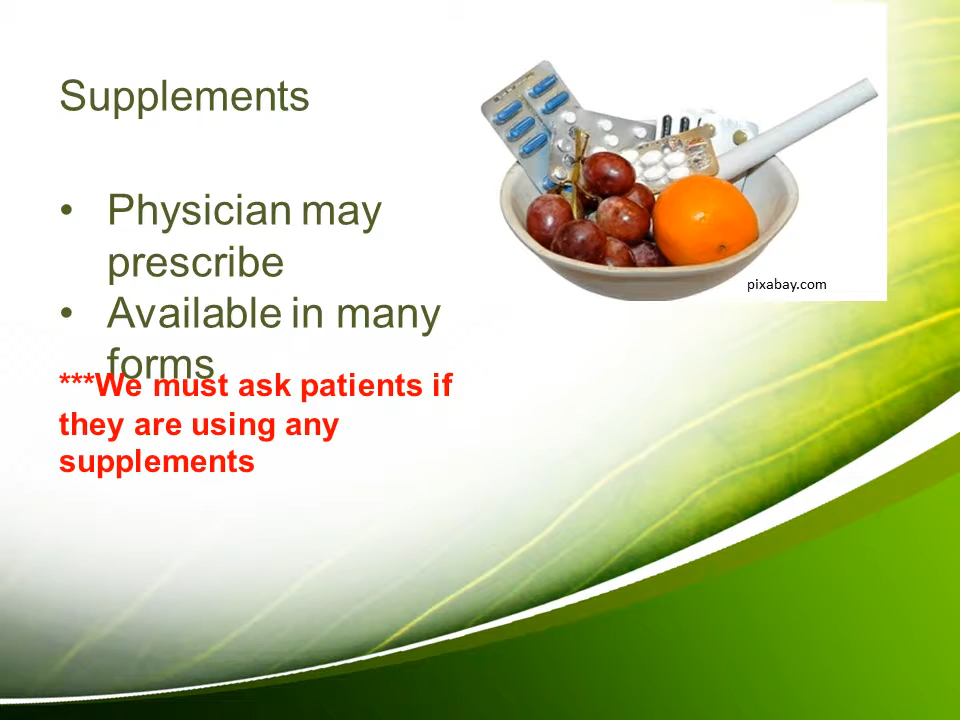 Supplements
• Physician may
prescribe
• Available in many
forms
***We must ask patients if
they are using any
supplements
pixabay.com